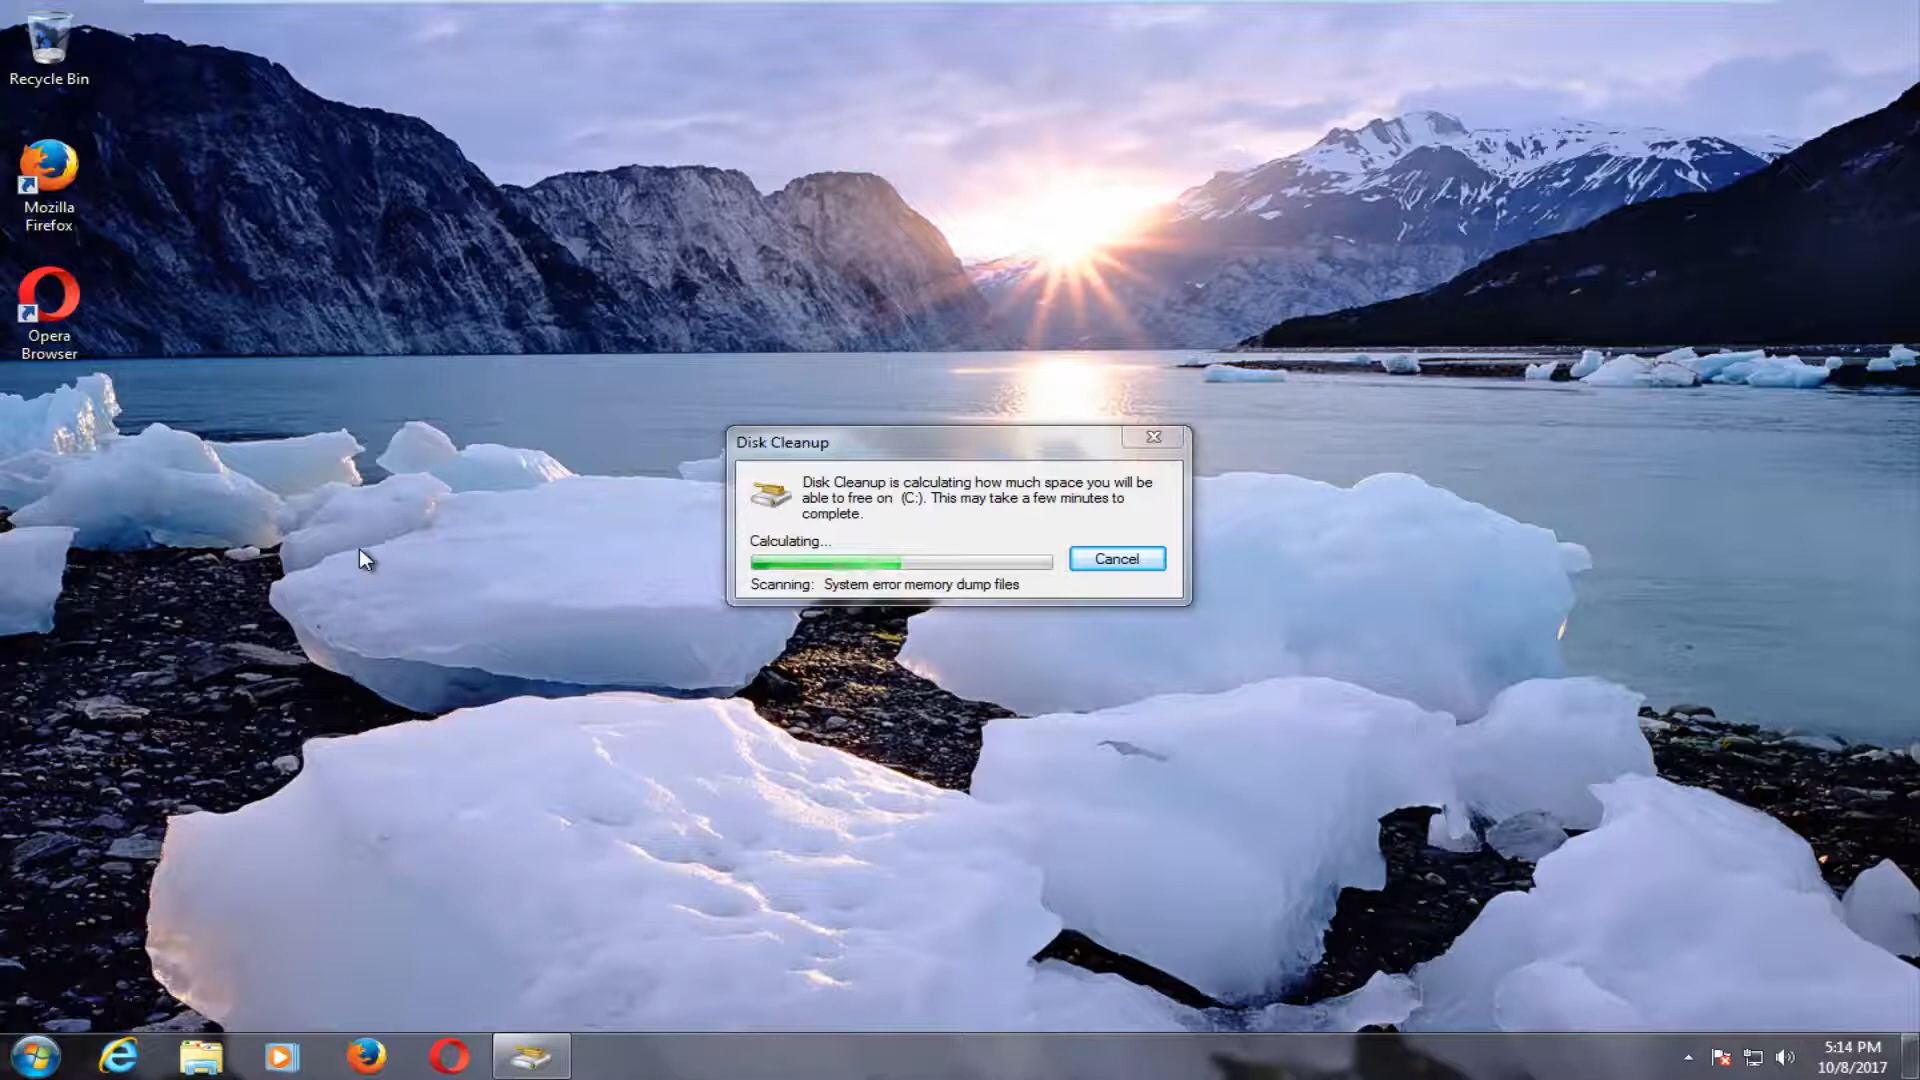 Recycle Bin
Mozilla
Firefox
Opera
Browser
Disk Cleanup
Disk Cleanup is calculating how much space you will be
able to free on  (C:). This may take a few minutes to
complete.
Calculating...
Cancel
Scanning:   System error memory dump files
5:14 PM
10/8/2017